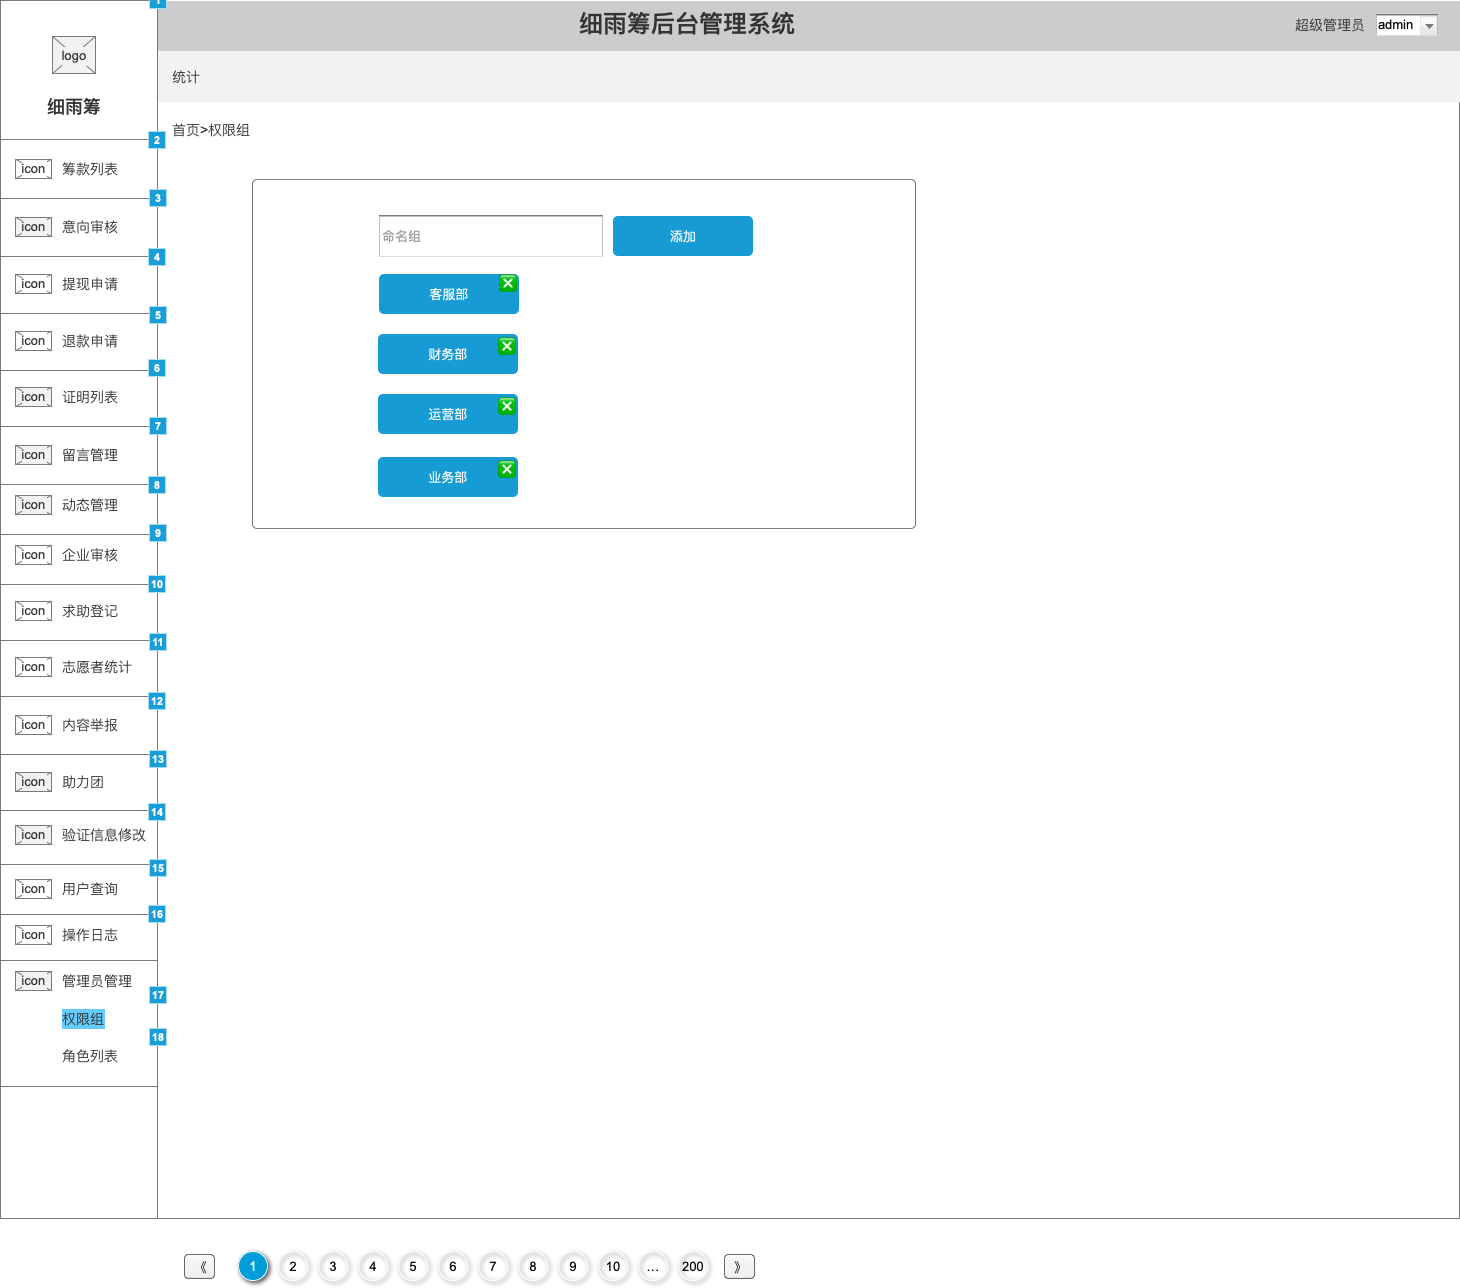 1
细雨筹后台管理系统
超级管理员 admin
logo
细雨筹
统计
首页>权限组
2
icon 筹款列表
3
icon 意向审核
4
icon 提现申请
5
icon 退款申请
6
icon 证明列表
7
icon 留言管理
8
icon 动态管理
9
icon 企业审核
10
icon 求助登记
11
icon 志愿者统计
12
icon 内容举报
13
icon 助力团
14
icon 验证信息修改
15
icon 用户查询
16
icon 操作日志
icon 管理员管理
17
权限组
18
角色列表
命名组 添加
客服部
财务部
运营部
业务部
《 1 2 3 4 5 6 7 8 9 10 ... 200 》